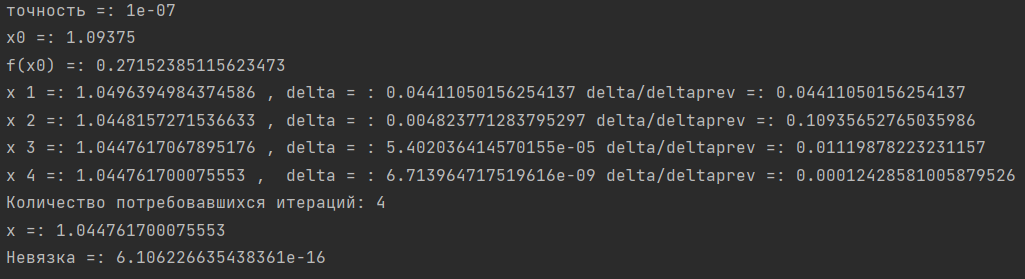 точность =: 1e-07
x0 =: 1.09375
f(x0) =: 0.27152385115623473
x 1 =: 1.0496394984374586 , delta = : 0.04411050156254137 delta/deltaprev =: 0.04411050156254137
x 2 =: 1.0448157271536633 , delta = : 0.004823771283795297 delta/deltaprev =: 0.10935652765035986
x 3 =: 1.0447617067895176 , delta = : 5.402036414570155e-05 delta/deltaprev =: 0.01119878223231157
x 4 =: 1.044761700075553 ,  delta = : 6.713964717519616e-09 delta/deltaprev =: 0.00012428581005879526
Количество потребовавшихся итераций: 4
x =: 1.044761700075553
Невязка =: 6.106226635438361e-16